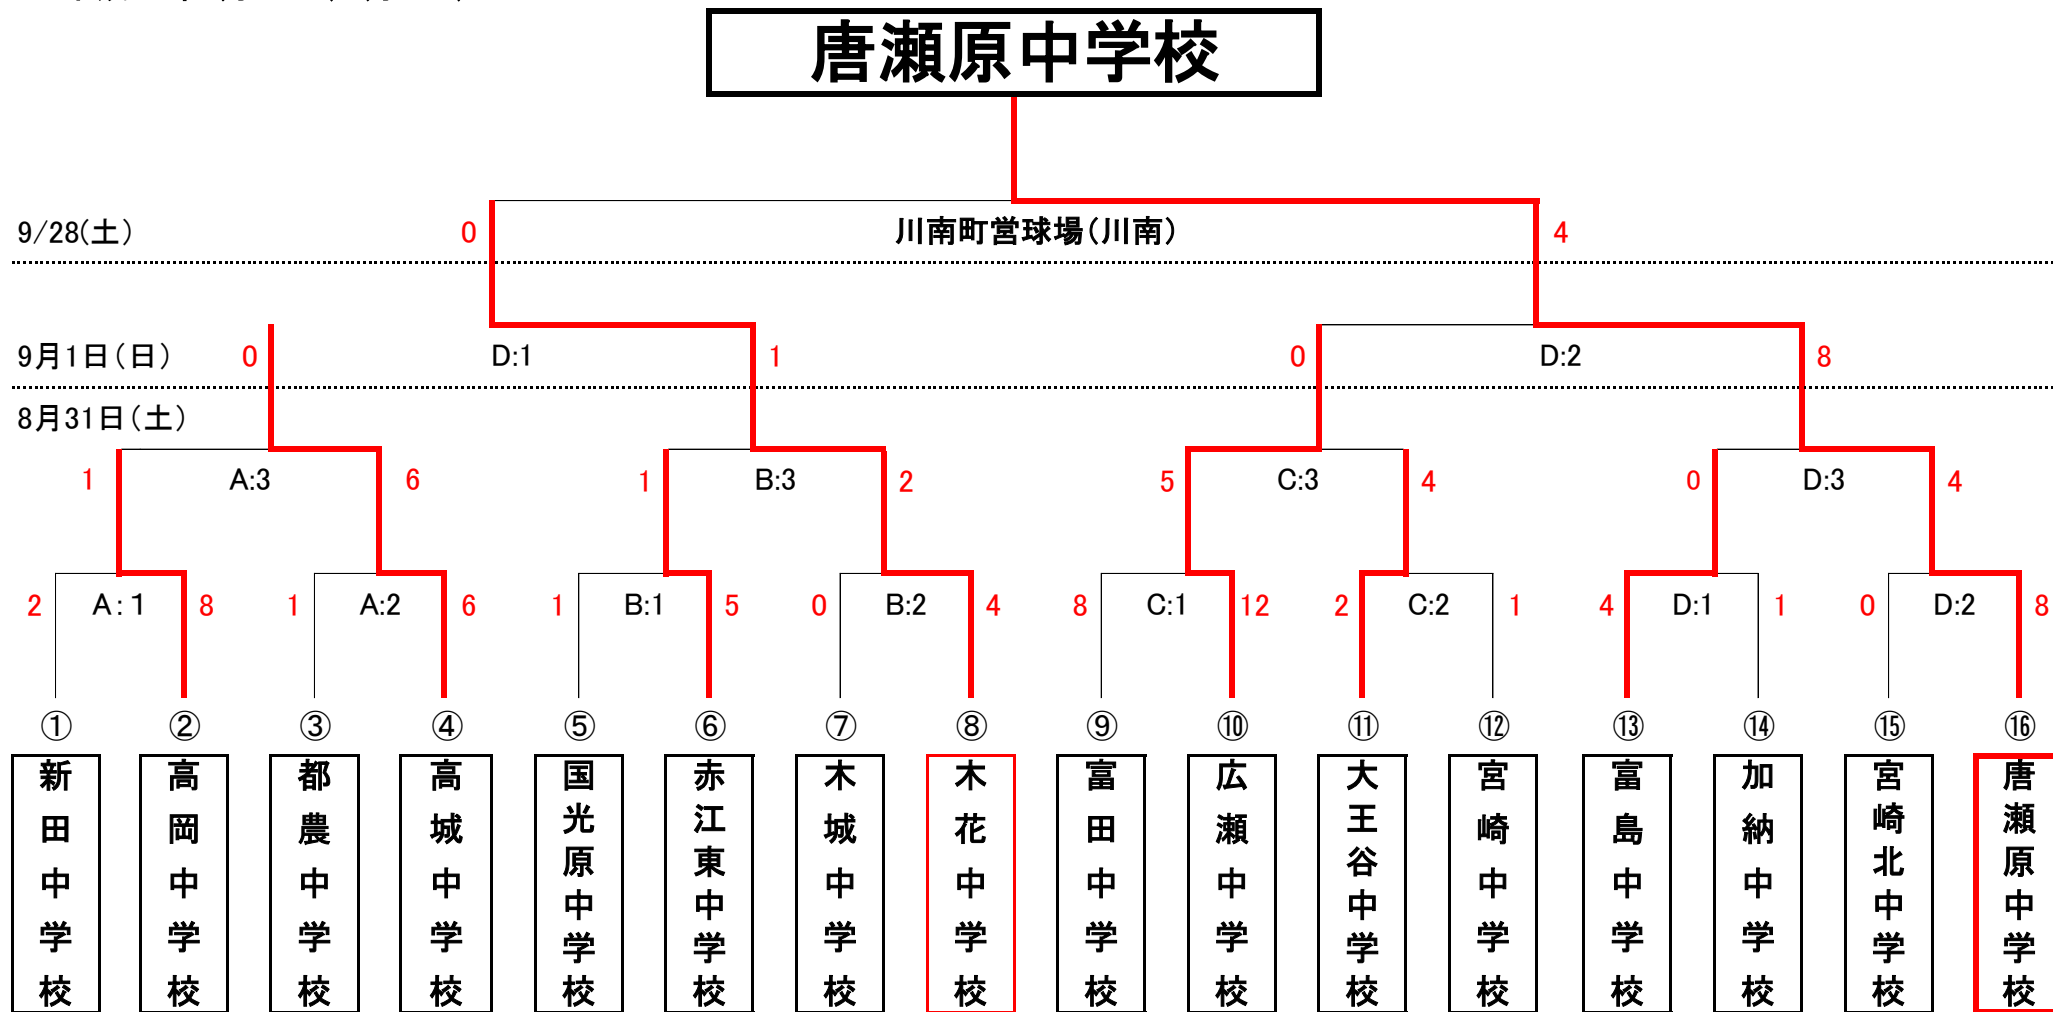 唐瀬原中学校
9/28(土) 0 川南町営球場(川南) 4
9月1日(日) 0 D:1 1 0 D:2 8
8月31日(土)
1 A:3 6 1 B:3 2 5 C:3 4 0 D:3 4
2 A:1 8 1 A:2 6 1 B:1 5 0 B:2 4 8 C:1 12 2 C:2 1 4 D:1 1 0 D:2 8
① ② ③ ④ ⑤ ⑥ ⑦ ⑧ ⑨ ⑩ ⑪ ⑫ ⑬ ⑭ ⑮ ⑯
新田中学校
高岡中学校
都農中学校
高城中学校
国光原中学校
赤江東中学校
木城中学校
木花中学校
富田中学校
広瀬中学校
大王谷中学校
宮崎中学校
富島中学校
加納中学校
宮崎北中学校
唐瀬原中学校